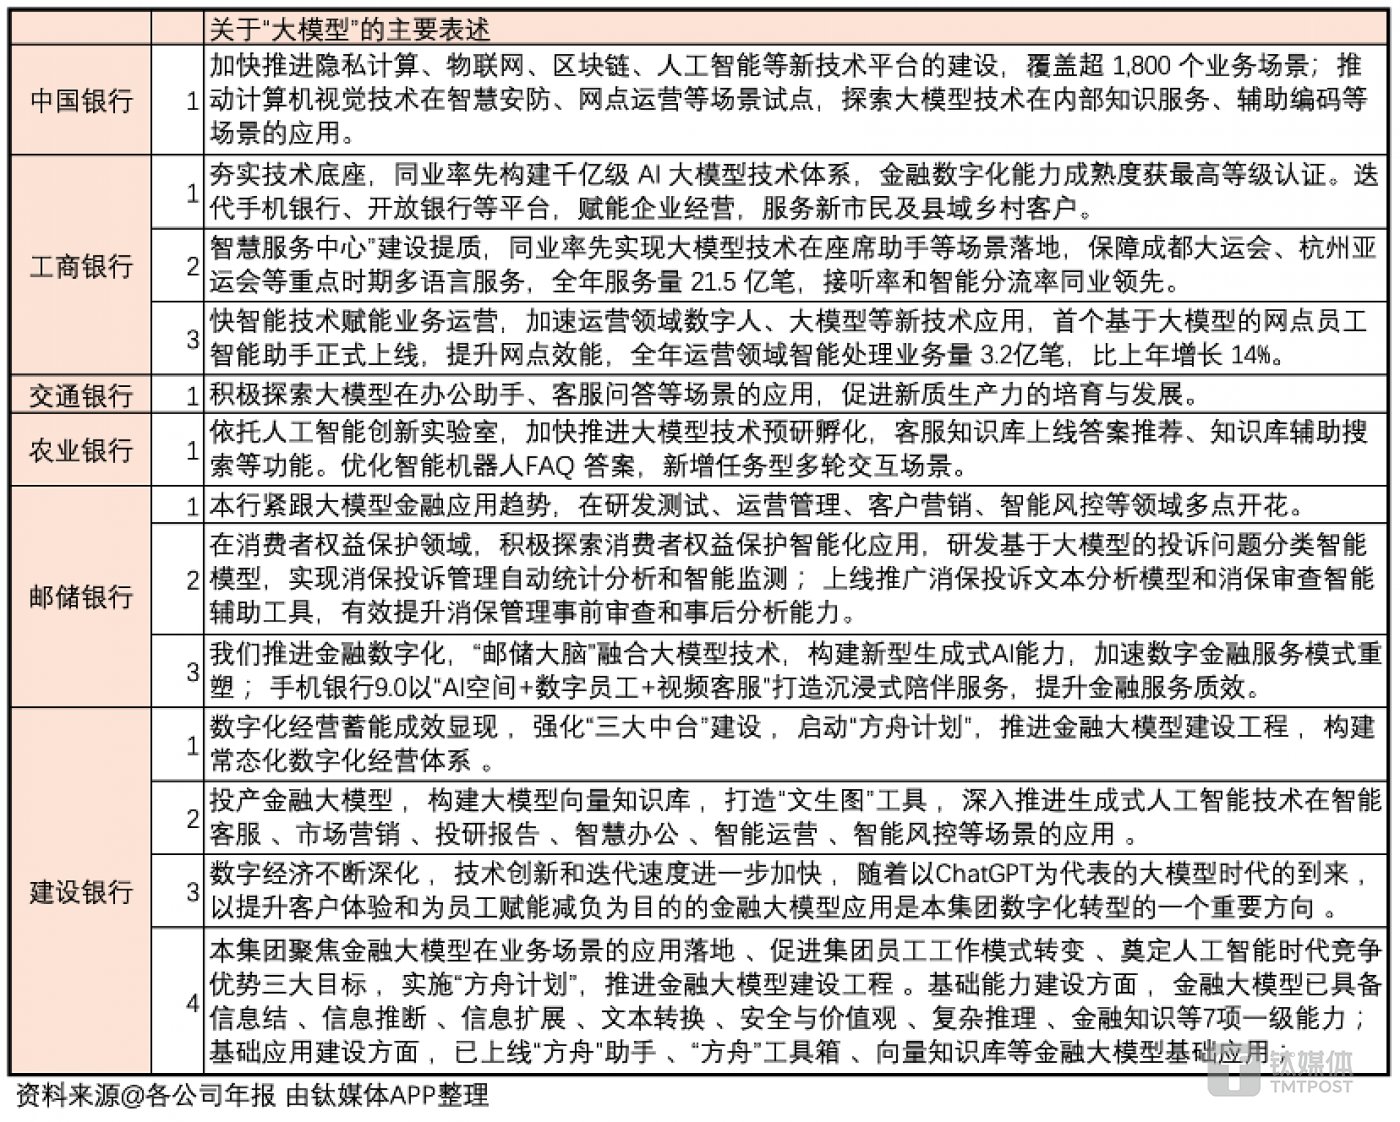 关于“大模型”的主要表述
中国银行
1
加快推进隐私计算、物联网、区块链、人工智能等新技术平台的建设，覆盖超 1,800 个业务场景；推
动计算机视觉技术在智慧安防、网点运营等场景试点，探索大模型技术在内部知识服务、辅助编码等
场景的应用。
工商银行
1
夯实技术底座，同业率先构建千亿级 AI 大模型技术体系，金融数字化能力成熟度获最高等级认证。迭
代手机银行、开放银行等平台，赋能企业经营，服务新市民及县域乡村客户。
2
智慧服务中心”建设提质，同业率先实现大模型技术在座席助手等场景落地，保障成都大运会、杭州亚
运会等重点时期多语言服务，全年服务量 21.5 亿笔，接听率和智能分流率同业领先。
3
快智能技术赋能业务运营，加速运营领域数字人、大模型等新技术应用，首个基于大模型的网点员工
智能助手正式上线，提升网点效能，全年运营领域智能处理业务量 3.2亿笔，比上年增长 14%。
交通银行
1
积极探索大模型在办公助手、客服问答等场景的应用，促进新质生产力的培育与发展。
农业银行
1
依托人工智能创新实验室，加快推进大模型技术预研孵化，客服知识库上线答案推荐、知识库辅助搜
索等功能。优化智能机器人FAQ 答案，新增任务型多轮交互场景。
邮储银行
1
本行紧跟大模型金融应用趋势，在研发测试、运营管理、客户营销、智能风控等领域多点开花。
2
在消费者权益保护领域，积极探索消费者权益保护智能化应用，研发基于大模型的投诉问题分类智能
模型，实现消保投诉管理自动统计分析和智能监测；上线推广消保投诉文本分析模型和消保审查智能
辅助工具，有效提升消保管理事前审查和事后分析能力。
3
我们推进金融数字化，“邮储大脑”融合大模型技术，构建新型生成式AI能力，加速数字金融服务模式重
塑；手机银行9.0以“AI空间+数字员工+视频客服”打造沉浸式陪伴服务，提升金融服务质效。
建设银行
1
数字化经营蓄能成效显现，强化“三大中台”建设，启动“方舟计划”，推进金融大模型建设工程，构建
常态化数字化经营体系 。
2
投产金融大模型，构建大模型向量知识库，打造“文生图”工具，深入推进生成式人工智能技术在智能
客服 、市场营销 、投研报告 、智慧办公 、智能运营 、智能风控等场景的应用 。
3
数字经济不断深化，技术创新和迭代速度进一步加快，随着以ChatGPT为代表的大模型时代的到来，
以提升客户体验和为员工赋能减负为目的的金融大模型应用是本集团数字化转型的一个重要方向 。
4
本集团聚焦金融大模型在业务场景的应用落地 、促进集团员工工作模式转变 、奠定人工智能时代竞争
优势三大目标，实施“方舟计划”，推进金融大模型建设工程 。基础能力建设方面，金融大模型已具备
信息结 、信息推断 、信息扩展 、文本转换 、安全与价值观 、复杂推理 、金融知识等7项一级能力；
基础应用建设方面，已上线“方舟”助手 、“方舟”工具箱 、向量知识库等金融大模型基础应用；
资料来源@各公司年报 由钛媒体APP整理
钛媒体
TMTPOST